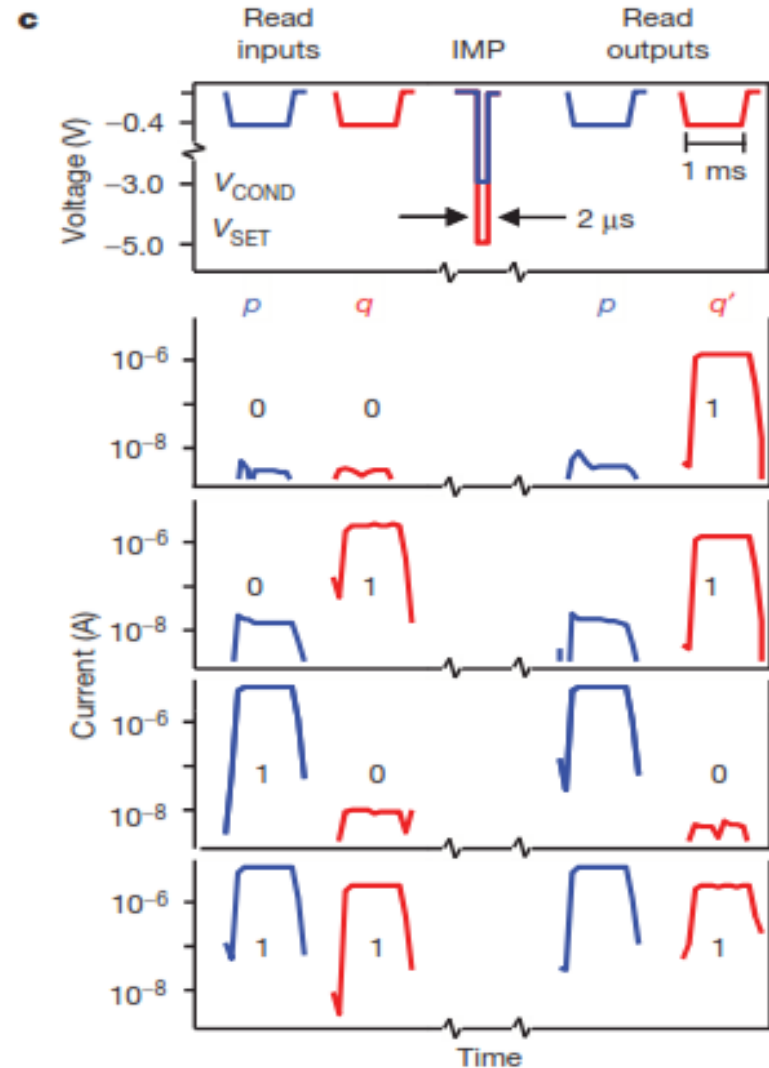 c
Read inputs
IMP
Read outputs
Voltage (V)
−0.4
−3.0
−5.0
V_COND
V_SET
2 μs
1 ms
p q p q′
Current (A)
10⁻⁶
10⁻⁸
0 0 1
10⁻⁶
10⁻⁸
0 1 1
10⁻⁶
10⁻⁸
1 0 0
10⁻⁶
10⁻⁸
1 1 1
Time